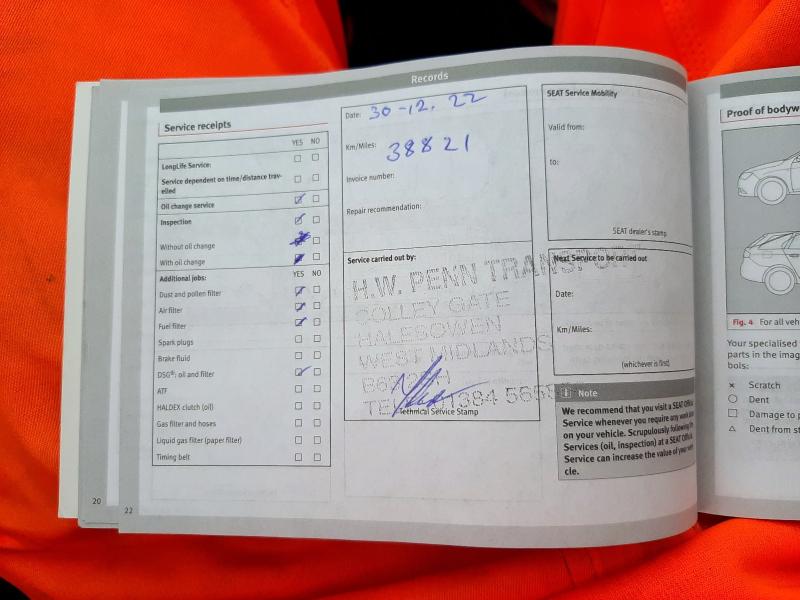 Records
Service receipts
YES NO
LongLife Service:
Service dependent on time/distance trav-
elled
Oil change service
Inspection
Without oil change
With oil change
Additional jobs: YES NO
Dust and pollen filter
Air filter
Fuel filter
Spark plugs
Brake fluid
DSG®: oil and filter
ATF
HALDEX clutch (oil)
Gas filter and hoses
Liquid gas filter (paper filter)
Timing belt
20
22
Date: 30-12. 22
Km/Miles: 38821
Invoice number:
Repair recommendation:
Service carried out by:
H.W. PENN TRANSPORT
COLLEY GATE
HALESOWEN
WEST MIDLANDS
Technical Service Stamp
SEAT Service Mobility
Valid from:
to:
SEAT dealer's stamp
Next Service to be carried out
Date:
Km/Miles:
(whichever is first)
i Note
We recommend that you visit a SEAT Official
Service whenever you require any work done
on your vehicle. Scrupulously following the
Services (oil, inspection) at a SEAT Official
Service can increase the value of your vehi-
cle.
Proof of bodyw
Fig. 4 For all veh
Your specialised
parts in the imag
bols:
× Scratch
○ Dent
□ Damage to p
△ Dent from st